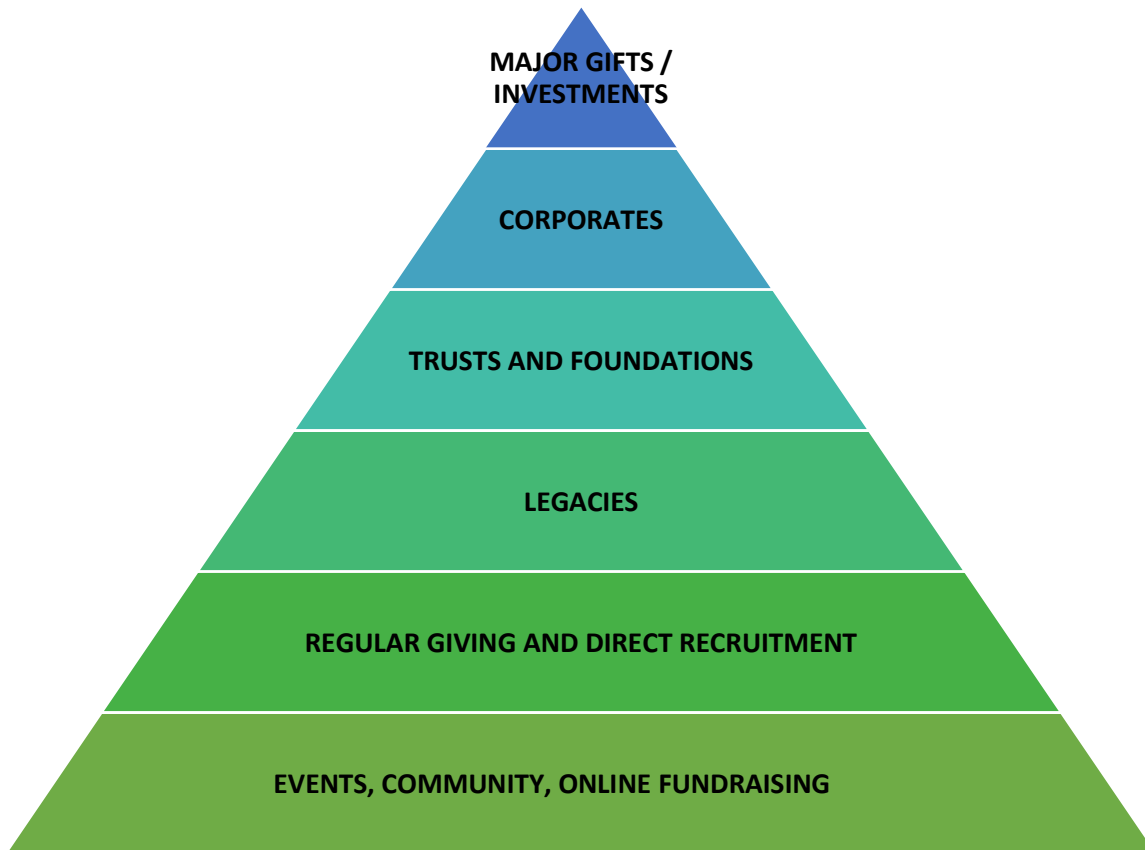 MAJOR GIFTS /
INVESTMENTS
CORPORATES
TRUSTS AND FOUNDATIONS
LEGACIES
REGULAR GIVING AND DIRECT RECRUITMENT
EVENTS, COMMUNITY, ONLINE FUNDRAISING